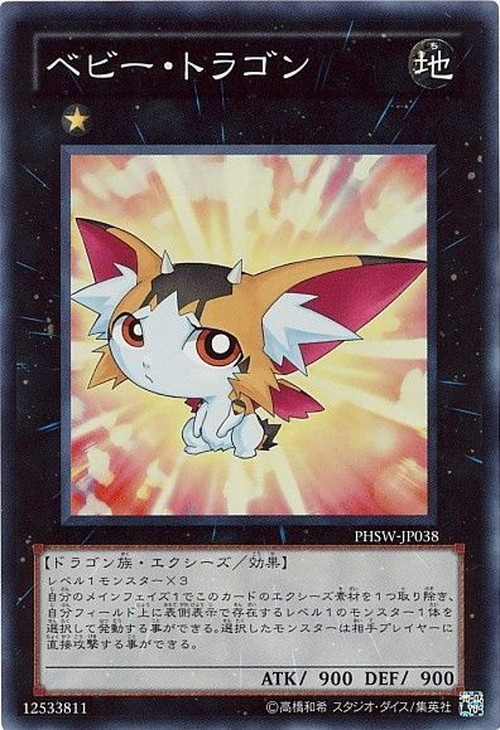 ベビー・トラゴン
地
PHSW-JP038
【ドラゴン族・エクシーズ/効果】
レベル1モンスター×3
自分のメインフェイズ1でこのカードのエクシーズ素材を1つ取り除き、
自分フィールド上に表側表示で存在するレベル1のモンスター1体を
選択して発動する事ができる。選択したモンスターは相手プレイヤーに
直接攻撃する事ができる。
ATK/ 900 DEF/ 900
12533811
©高橋和希 スタジオ・ダイス/集英社